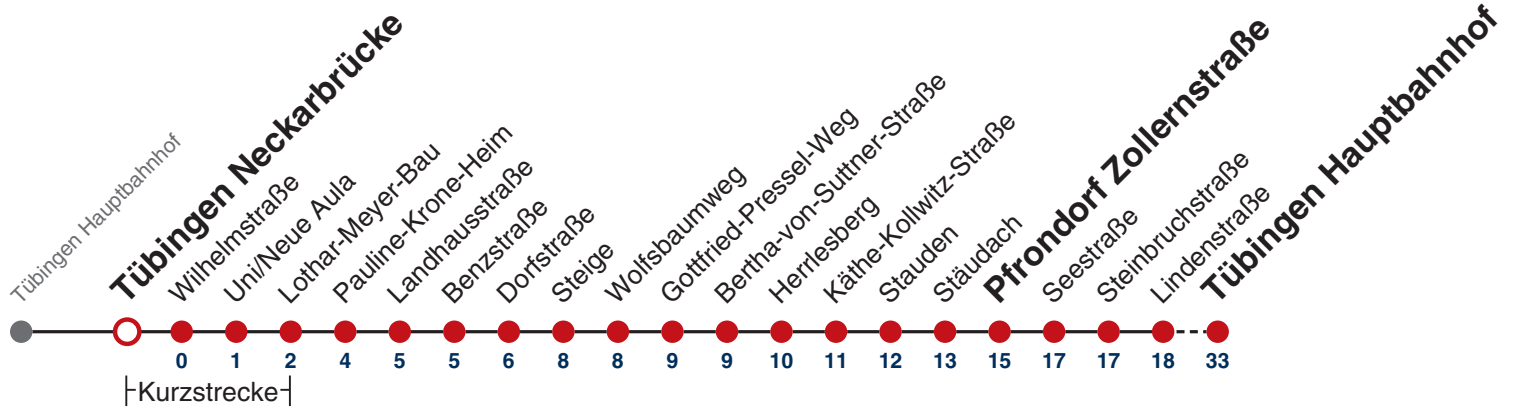 Tübingen Hauptbahnhof
Tübingen Neckarbrücke
Wilhelmstraße
Uni/Neue Aula
Lothar-Meyer-Bau
Pauline-Krone-Heim
Landhausstraße
Benzstraße
Dorfstraße
Steige
Wolfsbaumweg
Gottfried-Pressel-Weg
Bertha-von-Suttner-Straße
Herrlesberg
Käthe-Kollwitz-Straße
Stauden
Stäudach
Pfrondorf Zollernstraße
Seestraße
Steinbruchstraße
Lindenstraße
Tübingen Hauptbahnhof
0 1 2 4 5 5 6 8 8 9 9 10 11 12 13 15 17 17 18 33
Kurzstrecke